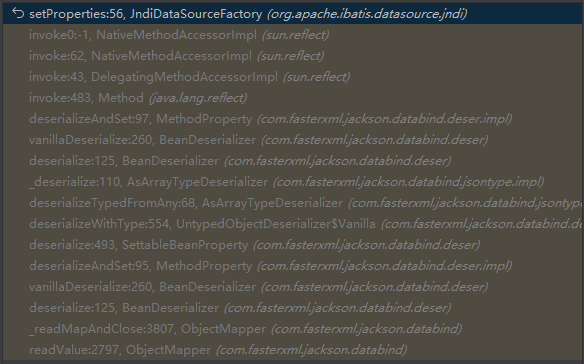 setProperties:56, JndiDataSourceFactory (org.apache.ibatis.datasource.jndi)
invoke0:-1, NativeMethodAccessorImpl (sun.reflect)
invoke:62, NativeMethodAccessorImpl (sun.reflect)
invoke:43, DelegatingMethodAccessorImpl (sun.reflect)
invoke:483, Method (java.lang.reflect)
deserializeAndSet:97, MethodProperty (com.fasterxml.jackson.databind.deser.impl)
vanillaDeserialize:260, BeanDeserializer (com.fasterxml.jackson.databind.deser)
deserialize:125, BeanDeserializer (com.fasterxml.jackson.databind.deser)
_deserialize:110, AsArrayTypeDeserializer (com.fasterxml.jackson.databind.jsontype.impl)
deserializeTypedFromAny:68, AsArrayTypeDeserializer (com.fasterxml.jackson.databind.jsontype
deserializeWithType:554, UntypedObjectDeserializer$Vanilla (com.fasterxml.jackson.databind.de
deserialize:493, SettableBeanProperty (com.fasterxml.jackson.databind.deser)
deserializeAndSet:95, MethodProperty (com.fasterxml.jackson.databind.deser.impl)
vanillaDeserialize:260, BeanDeserializer (com.fasterxml.jackson.databind.deser)
deserialize:125, BeanDeserializer (com.fasterxml.jackson.databind.deser)
_readMapAndClose:3807, ObjectMapper (com.fasterxml.jackson.databind)
readValue:2797, ObjectMapper (com.fasterxml.jackson.databind)